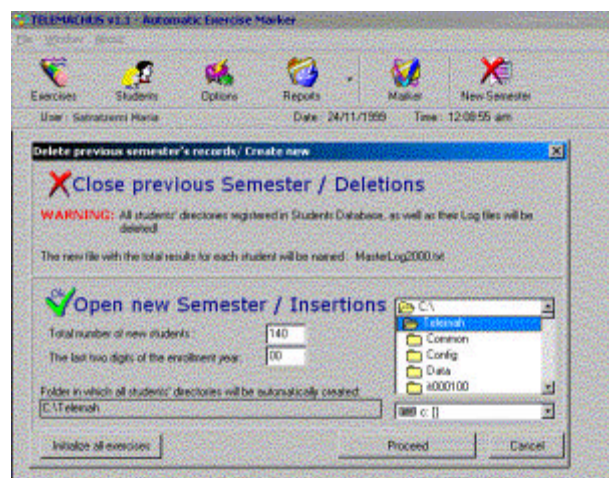 TELEMACHUS v1.1 - Automatic Exercise Marker
File Window About
Exercises Students Options Reports Marker New Semester
User : Satratzemi Maria Date : 24/11/1999 Time : 12:08:55 am
Delete previous semester's records/ Create new
Close previous Semester / Deletions
WARNING: All students' directories registered in Students Database, as well as their Log files will be
deleted!
The new file with the total results for each student will be named : MasterLog2000.txt
Ok
Open new Semester / Insertions
C:\
Telemah
Common
Config
Data
it000100
Total number of new students : 140
The last two digits of the enrollment year: 00
Folder in which all students' directories will be automatically created:
C:\Telemah
c: []
Initialize all exercises Proceed Cancel